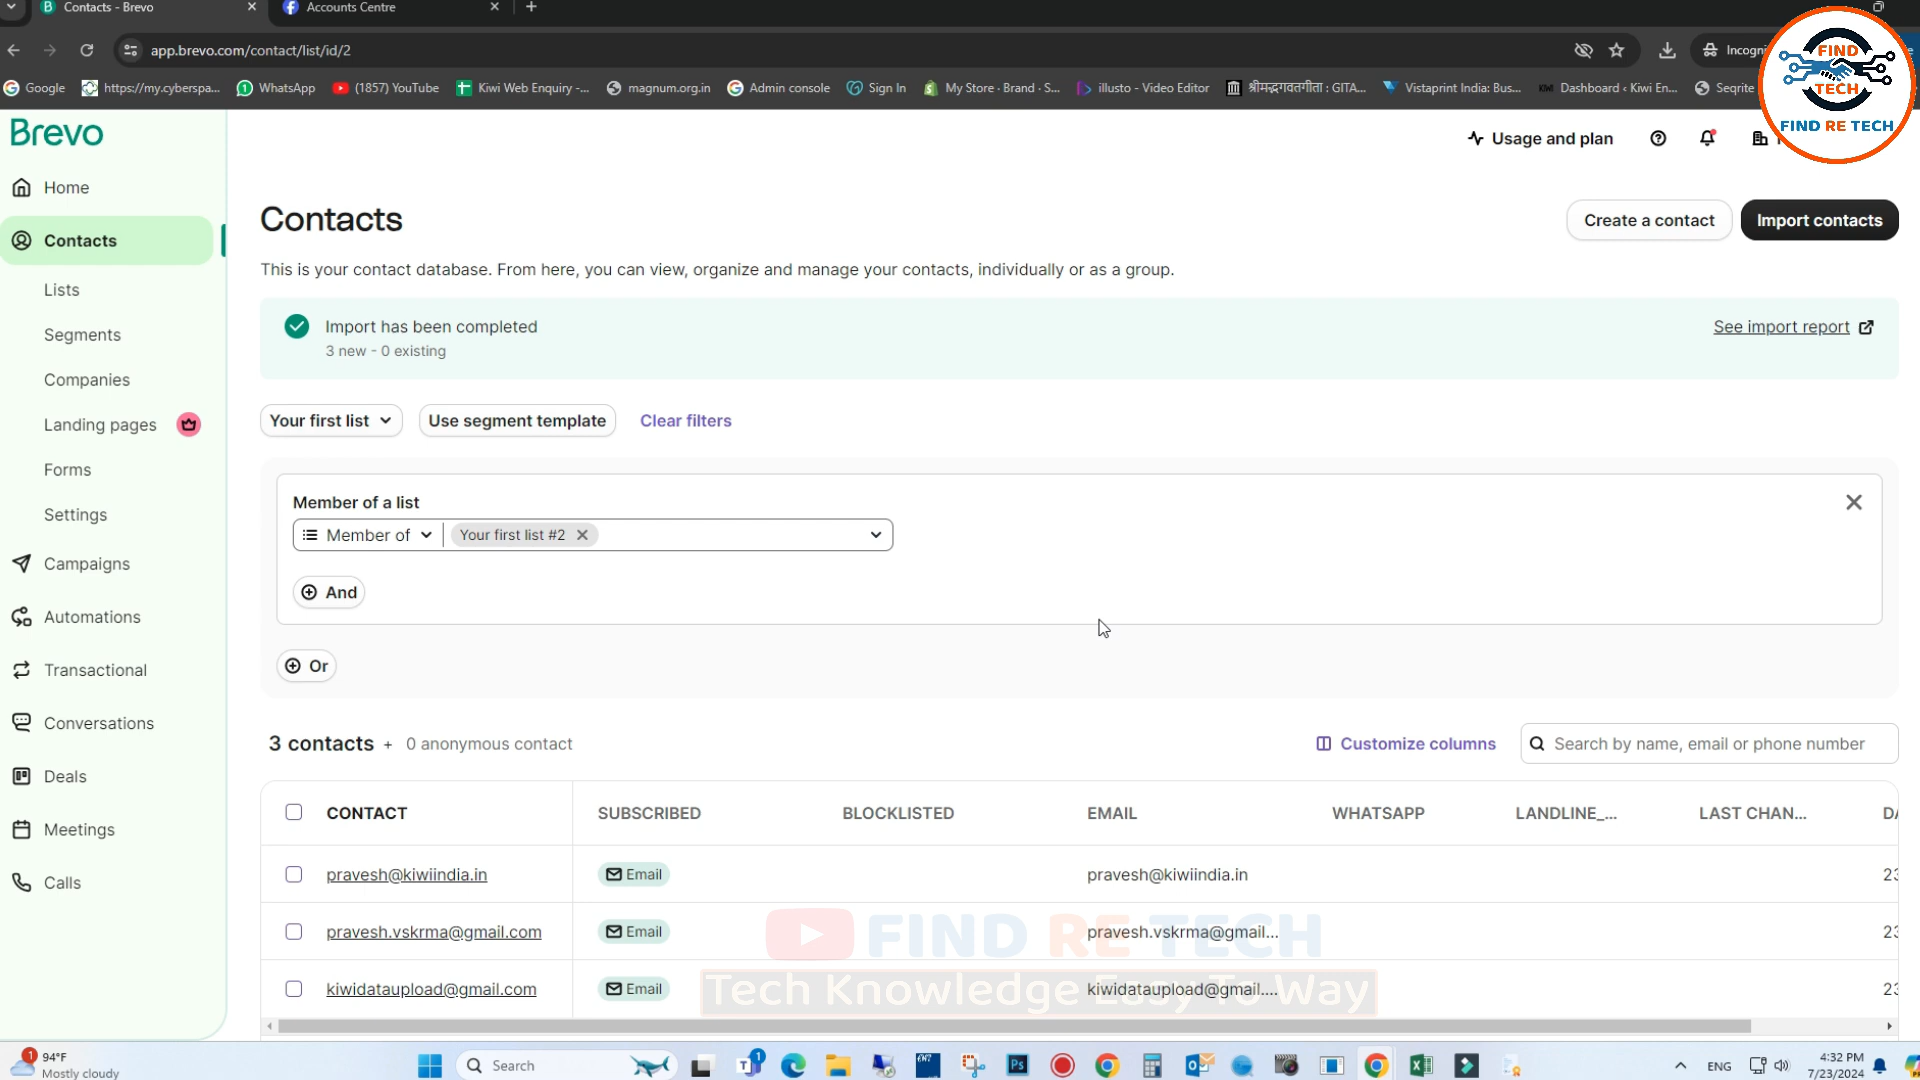 Contacts - Brevo
Accounts Centre
app.brevo.com/contact/list/id/2
Google
https://my.cyberspa...
WhatsApp
(1857) YouTube
Kiwi Web Enquiry -...
magnum.org.in
Admin console
Sign In
My Store - Brand - S...
illusto - Video Editor
श्रीमद्भगवतगीता : GITA...
Vistaprint India: Bus...
Dashboard ‹ Kiwi En...
Seqrite
FIND
TECH
FIND RE TECH
Brevo
Usage and plan
Home
Contacts
Lists
Segments
Companies
Landing pages
Forms
Settings
Campaigns
Automations
Transactional
Conversations
Deals
Meetings
Calls
Contacts
Create a contact
Import contacts
This is your contact database. From here, you can view, organize and manage your contacts, individually or as a group.
Import has been completed
3 new - 0 existing
See import report
Your first list
Use segment template
Clear filters
Member of a list
Member of
Your first list #2
And
Or
3 contacts + 0 anonymous contact
Customize columns
Search by name, email or phone number
CONTACT SUBSCRIBED BLOCKLISTED EMAIL WHATSAPP LANDLINE_... LAST CHAN...
pravesh@kiwiindia.in Email pravesh@kiwiindia.in 23
pravesh.vskrma@gmail.com Email pravesh.vskrma@gmail... 23
kiwidataupload@gmail.com Email kiwidataupload@gmail.... 23
FIND RE TECH
Tech Knowledge Easy To Way
1
94°F
Mostly cloudy
Search
1
Ps
ENG
4:32 PM
7/23/2024